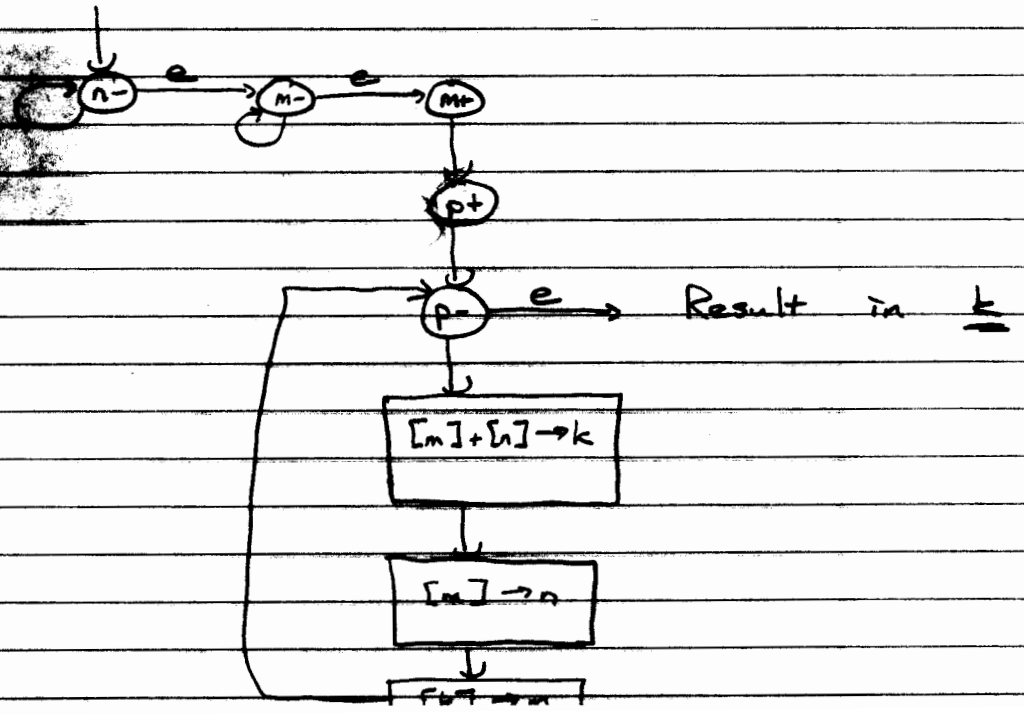 e e
n- m- m+
p+
e
p- Result in k
[m]+[n]→k
[m]→n